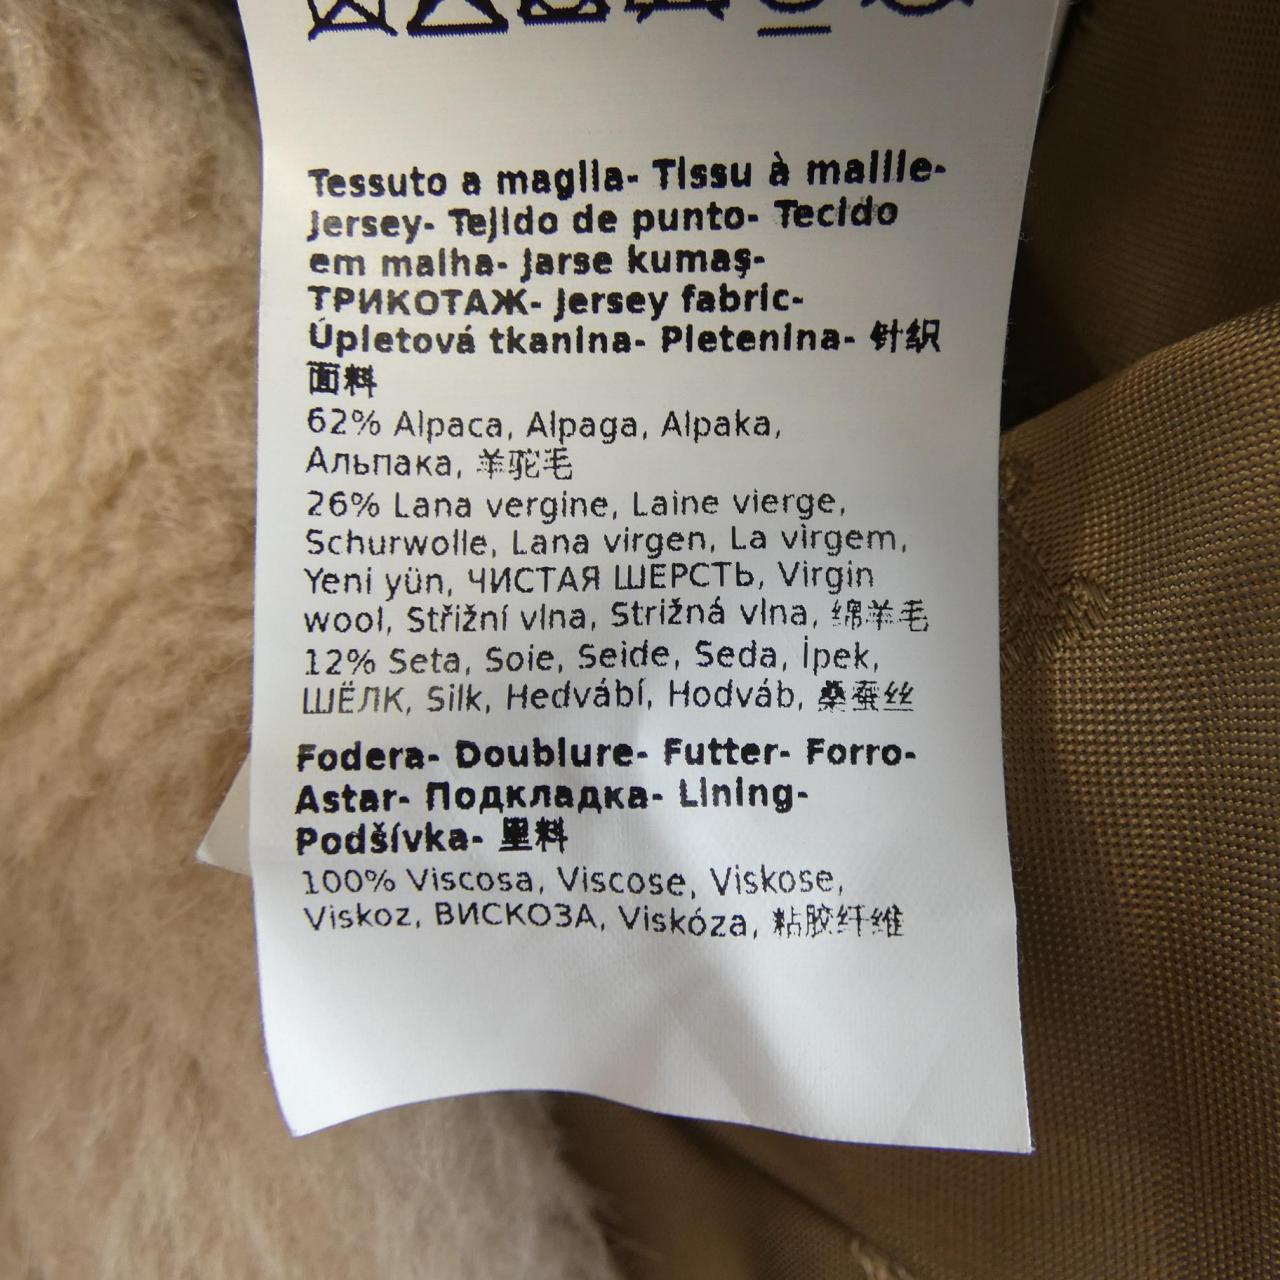 Tessuto a maglia- Tissu à maille-
Jersey- Tejido de punto- Tecido
em malha- Jarse kumaş-
ТРИКОТАЖ- Jersey fabric-
Úpletová tkanina- Pletenina- 针织
面料
62% Alpaca, Alpaga, Alpaka,
Альпака, 羊驼毛
26% Lana vergine, Laine vierge,
Schurwolle, Lana virgen, La virgem,
Yeni yün, ЧИСТАЯ ШЕРСТЬ, Virgin
wool, Střižní vlna, Strižná vlna, 绵羊毛
12% Seta, Soie, Seide, Seda, İpek,
ШЁЛК, Silk, Hedvábí, Hodváb, 桑蚕丝
Fodera- Doublure- Futter- Forro-
Astar- Подкладка- Lining-
Podšívka- 里料
100% Viscosa, Viscose, Viskose,
Viskoz, ВИСКОЗА, Viskóza, 粘胶纤维